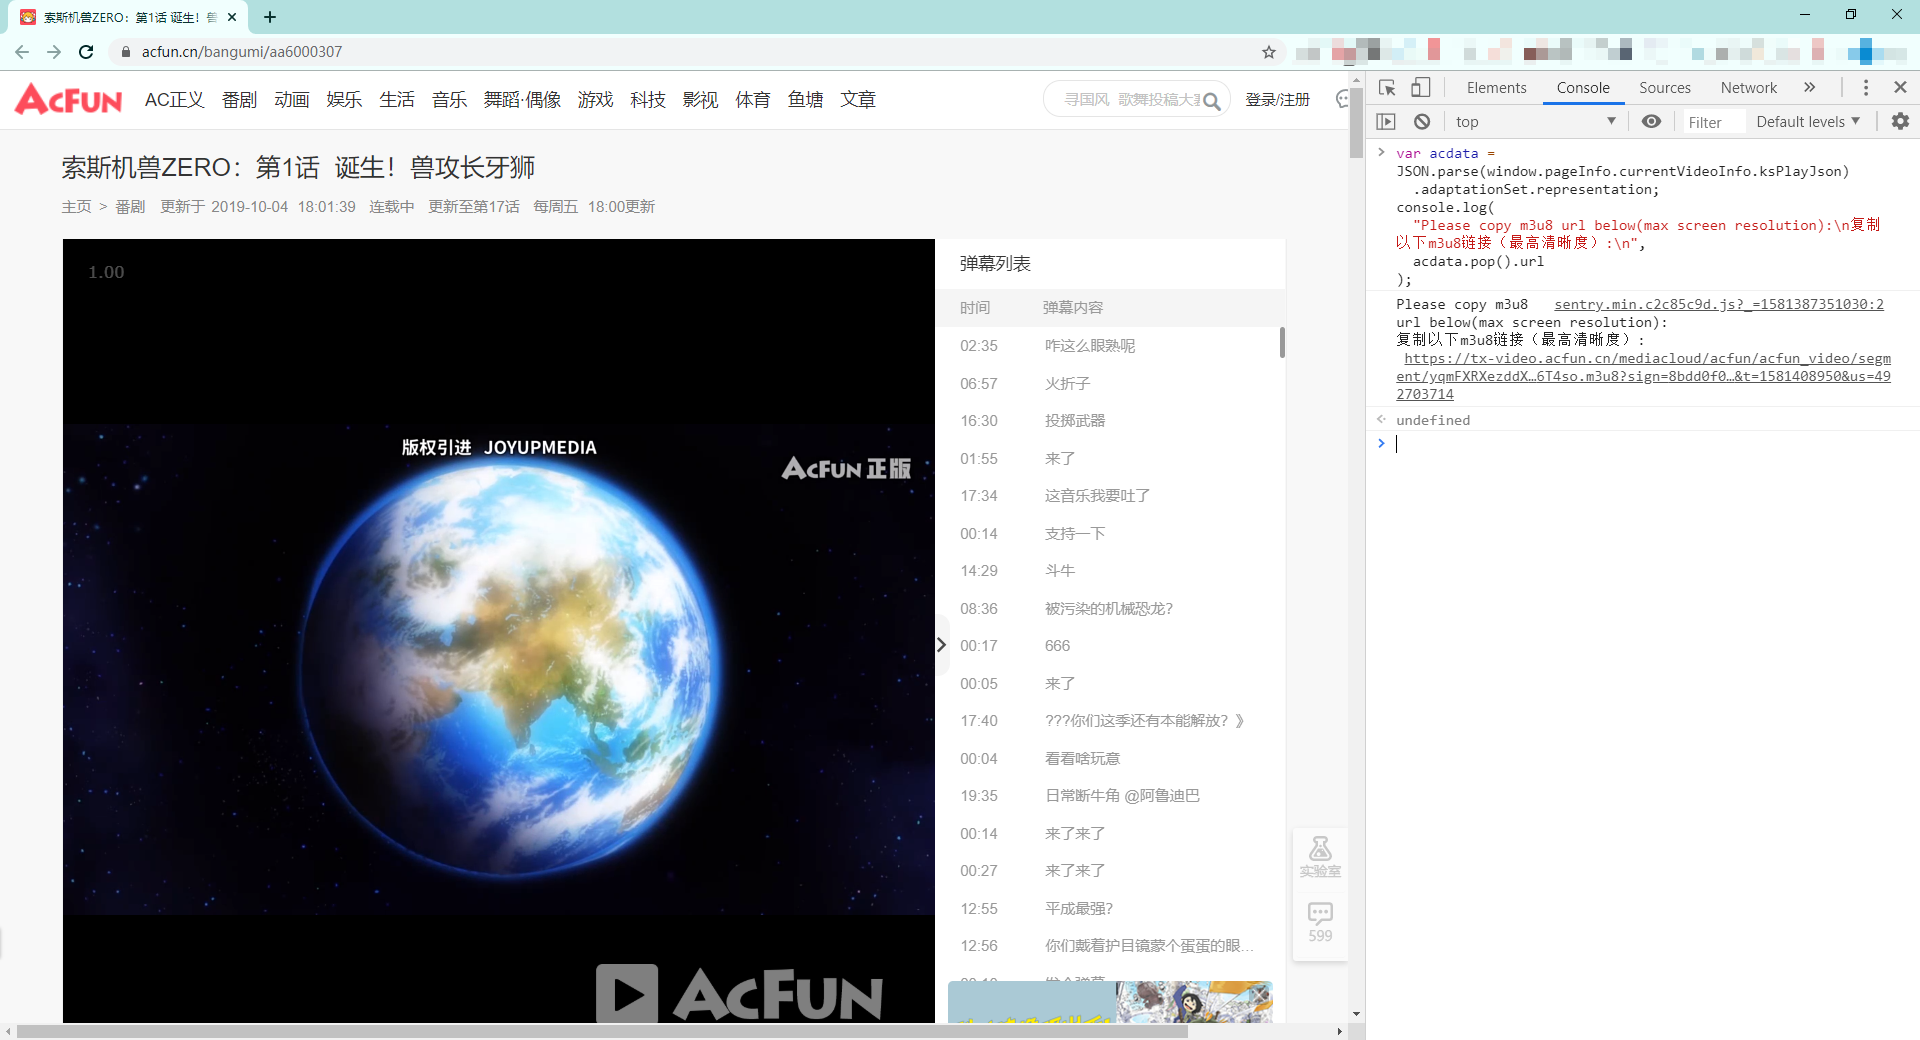 索斯机兽ZERO：第1话 诞生！兽
acfun.cn/bangumi/aa6000307
ACFUN
AC正义 番剧 动画 娱乐 生活 音乐 舞蹈·偶像 游戏 科技 影视 体育 鱼塘 文章
寻国风 歌舞投稿大
登录/注册
索斯机兽ZERO：第1话 诞生！兽攻长牙狮
主页 > 番剧 更新于 2019-10-04 18:01:39 连载中 更新至第17话 每周五 18:00更新
1.00
版权引进 JOYUPMEDIA
ACFUN 正版
ACFUN
弹幕列表
时间 弹幕内容
02:35 咋这么眼熟呢
06:57 火折子
16:30 投掷武器
01:55 来了
17:34 这音乐我要吐了
00:14 支持一下
14:29 斗牛
08:36 被污染的机械恐龙?
00:17 666
00:05 来了
17:40 ???你们这季还有本能解放？》
00:04 看看啥玩意
19:35 日常断牛角 @阿鲁迪巴
00:14 来了来了
00:27 来了来了
12:55 平成最强?
12:56 你们戴着护目镜蒙个蛋蛋的眼...
实验室
599
Elements Console Sources Network
top Filter Default levels
var acdata =
JSON.parse(window.pageInfo.currentVideoInfo.ksPlayJson)
.adaptationSet.representation;
console.log(
"Please copy m3u8 url below(max screen resolution):\n复制
以下m3u8链接（最高清晰度）:\n",
acdata.pop().url
);
Please copy m3u8 sentry.min.c2c85c9d.js?_=1581387351030:2
url below(max screen resolution):
复制以下m3u8链接（最高清晰度）:
https://tx-video.acfun.cn/mediacloud/acfun/acfun_video/segm
ent/yqmFXRXezddX…6T4so.m3u8?sign=8bdd0f0…&t=1581408950&us=49
2703714
undefined